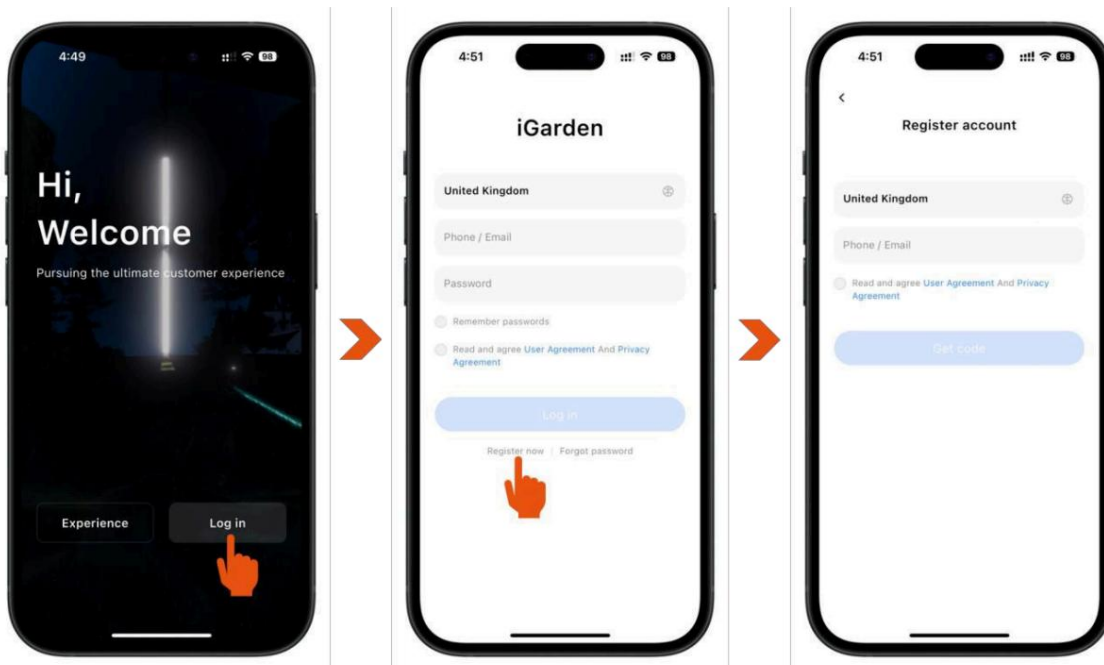 4:49
98
Hi,
Welcome
Pursuing the ultimate customer experience
Experience
Log in
4:51
98
iGarden
United Kingdom
Phone / Email
Password
Remember passwords
Read and agree User Agreement And Privacy
Agreement
Log in
Register now | Forgot password
4:51
98
Register account
United Kingdom
Phone / Email
Read and agree User Agreement And Privacy
Agreement
Get code